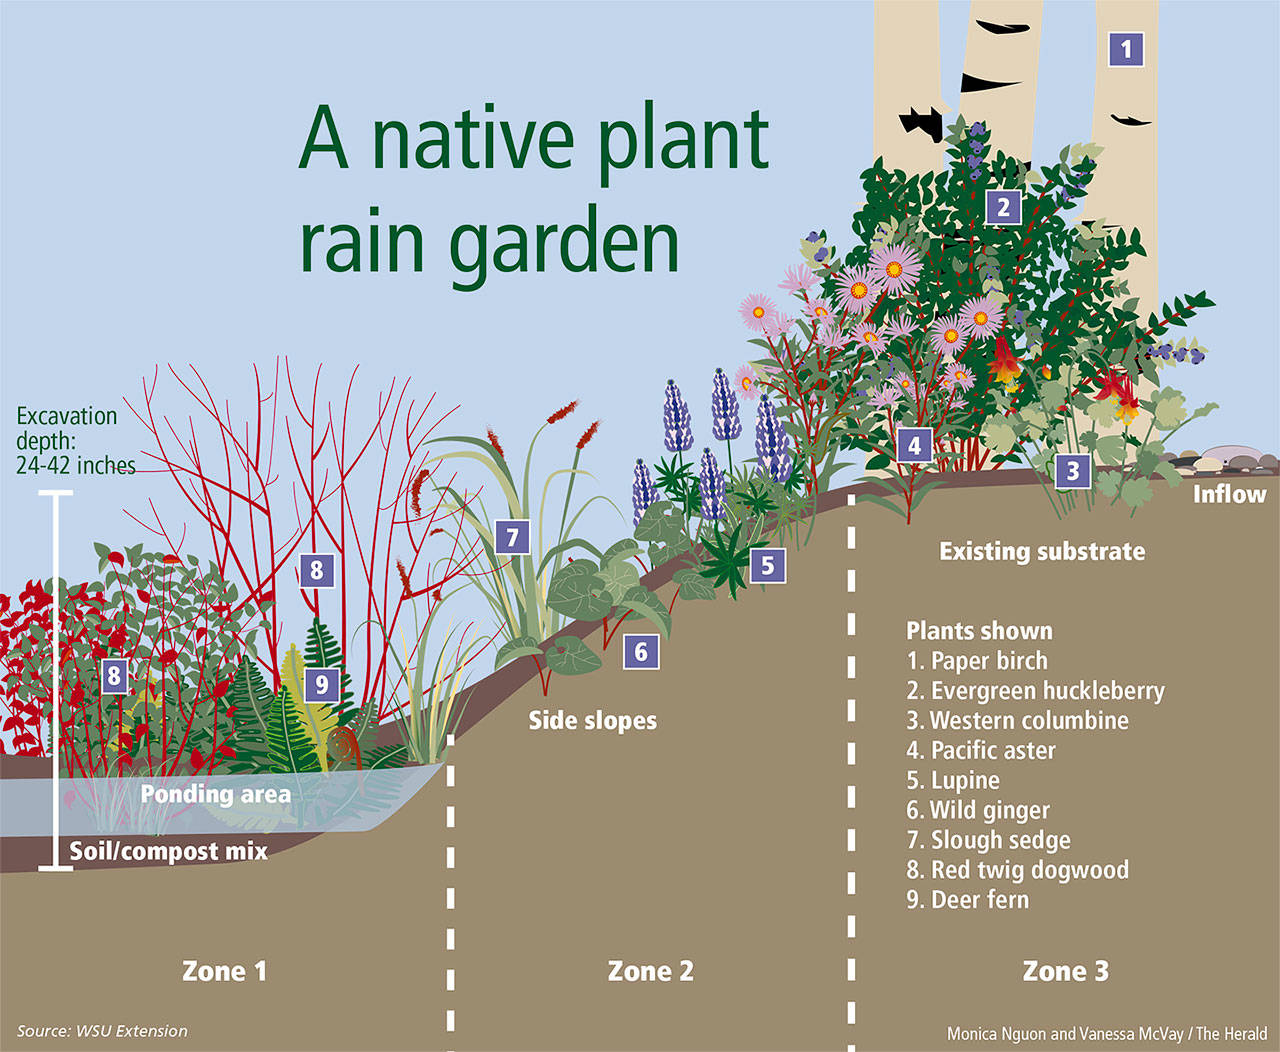 A native plant
rain garden
1
2
Excavation
depth:
24-42 inches
4
3
Inflow
7
5
8
Existing substrate
6
8
9
Side slopes
Plants shown
1. Paper birch
2. Evergreen huckleberry
3. Western columbine
4. Pacific aster
5. Lupine
6. Wild ginger
7. Slough sedge
8. Red twig dogwood
9. Deer fern
Ponding area
Soil/compost mix
Zone 1
Zone 2
Zone 3
Source: WSU Extension
Monica Nguon and Vanessa McVay / The Herald